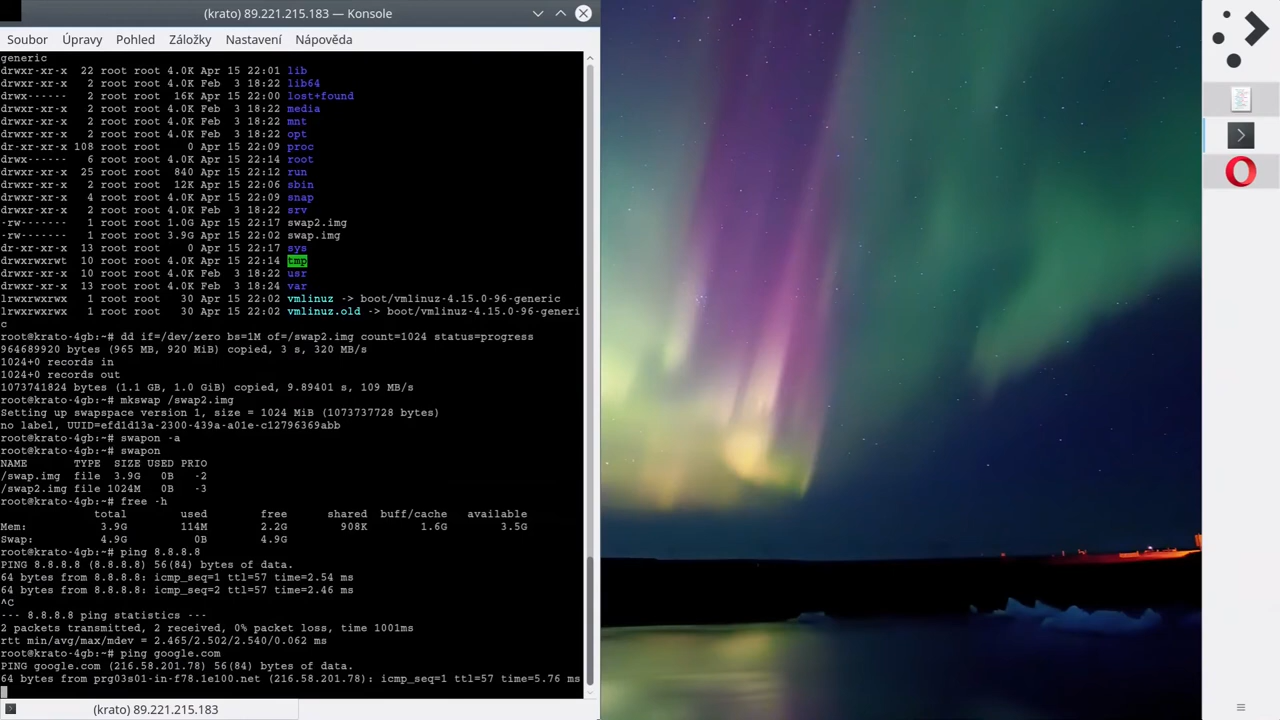 (krato) 89.221.215.183 — Konsole
Soubor Úpravy Pohled Záložky Nastavení Nápověda
generic
drwxr-xr-x  22 root root 4.0K Apr 15 22:01 lib
drwxr-xr-x   2 root root 4.0K Feb  3 18:22 lib64
drwx------   2 root root  16K Apr 15 22:00 lost+found
drwxr-xr-x   2 root root 4.0K Feb  3 18:22 media
drwxr-xr-x   2 root root 4.0K Feb  3 18:22 mnt
drwxr-xr-x   2 root root 4.0K Feb  3 18:22 opt
dr-xr-xr-x 108 root root    0 Apr 15 22:09 proc
drwx------   6 root root 4.0K Apr 15 22:22 root
drwxr-xr-x  25 root root  840 Apr 15 22:12 run
drwxr-xr-x   2 root root  12K Apr 15 22:06 sbin
drwxr-xr-x   4 root root 4.0K Apr 15 22:09 snap
drwxr-xr-x   2 root root 4.0K Feb  3 18:22 srv
-rw-------   1 root root 1.0G Apr 15 22:17 swap2.img
-rw-------   1 root root 3.9G Apr 15 22:02 swap.img
dr-xr-xr-x  13 root root    0 Apr 15 22:17 sys
drwxrwxrwt  10 root root 4.0K Apr 15 22:14 tmp
drwxr-xr-x  10 root root 4.0K Feb  3 18:22 usr
drwxr-xr-x  13 root root 4.0K Feb  3 18:24 var
lrwxrwxrwx   1 root root   30 Apr 15 22:02 vmlinuz -> boot/vmlinuz-4.15.0-96-generic
lrwxrwxrwx   1 root root   30 Apr 15 22:02 vmlinuz.old -> boot/vmlinuz-4.15.0-96-generi
c
root@krato-4gb:~# dd if=/dev/zero bs=1M of=/swap2.img count=1024 status=progress
964689920 bytes (965 MB, 920 MiB) copied, 3 s, 320 MB/s
1024+0 records in
1024+0 records out
1073741824 bytes (1.1 GB, 1.0 GiB) copied, 9.89401 s, 109 MB/s
root@krato-4gb:~# mkswap /swap2.img
Setting up swapspace version 1, size = 1024 MiB (1073737728 bytes)
no label, UUID=efd1d13a-2300-439a-a01e-c12796369abb
root@krato-4gb:~# swapon -a
root@krato-4gb:~# swapon
NAME       TYPE  SIZE USED PRIO
/swap.img  file  3.9G   0B   -2
/swap2.img file 1024M   0B   -3
root@krato-4gb:~# free -h
total used free shared buff/cache available
Mem: 3.9G 114M 2.2G 908K 1.6G 3.5G
Swap: 4.9G 0B 4.9G
root@krato-4gb:~# ping 8.8.8.8
PING 8.8.8.8 (8.8.8.8) 56(84) bytes of data.
64 bytes from 8.8.8.8: icmp_seq=1 ttl=57 time=2.54 ms
64 bytes from 8.8.8.8: icmp_seq=2 ttl=57 time=2.46 ms
^C
--- 8.8.8.8 ping statistics ---
2 packets transmitted, 2 received, 0% packet loss, time 1001ms
rtt min/avg/max/mdev = 2.465/2.502/2.540/0.062 ms
root@krato-4gb:~# ping google.com
PING google.com (216.58.201.78) 56(84) bytes of data.
64 bytes from prg03s01-in-f78.1e100.net (216.58.201.78): icmp_seq=1 ttl=57 time=5.76 ms
(krato) 89.221.215.183